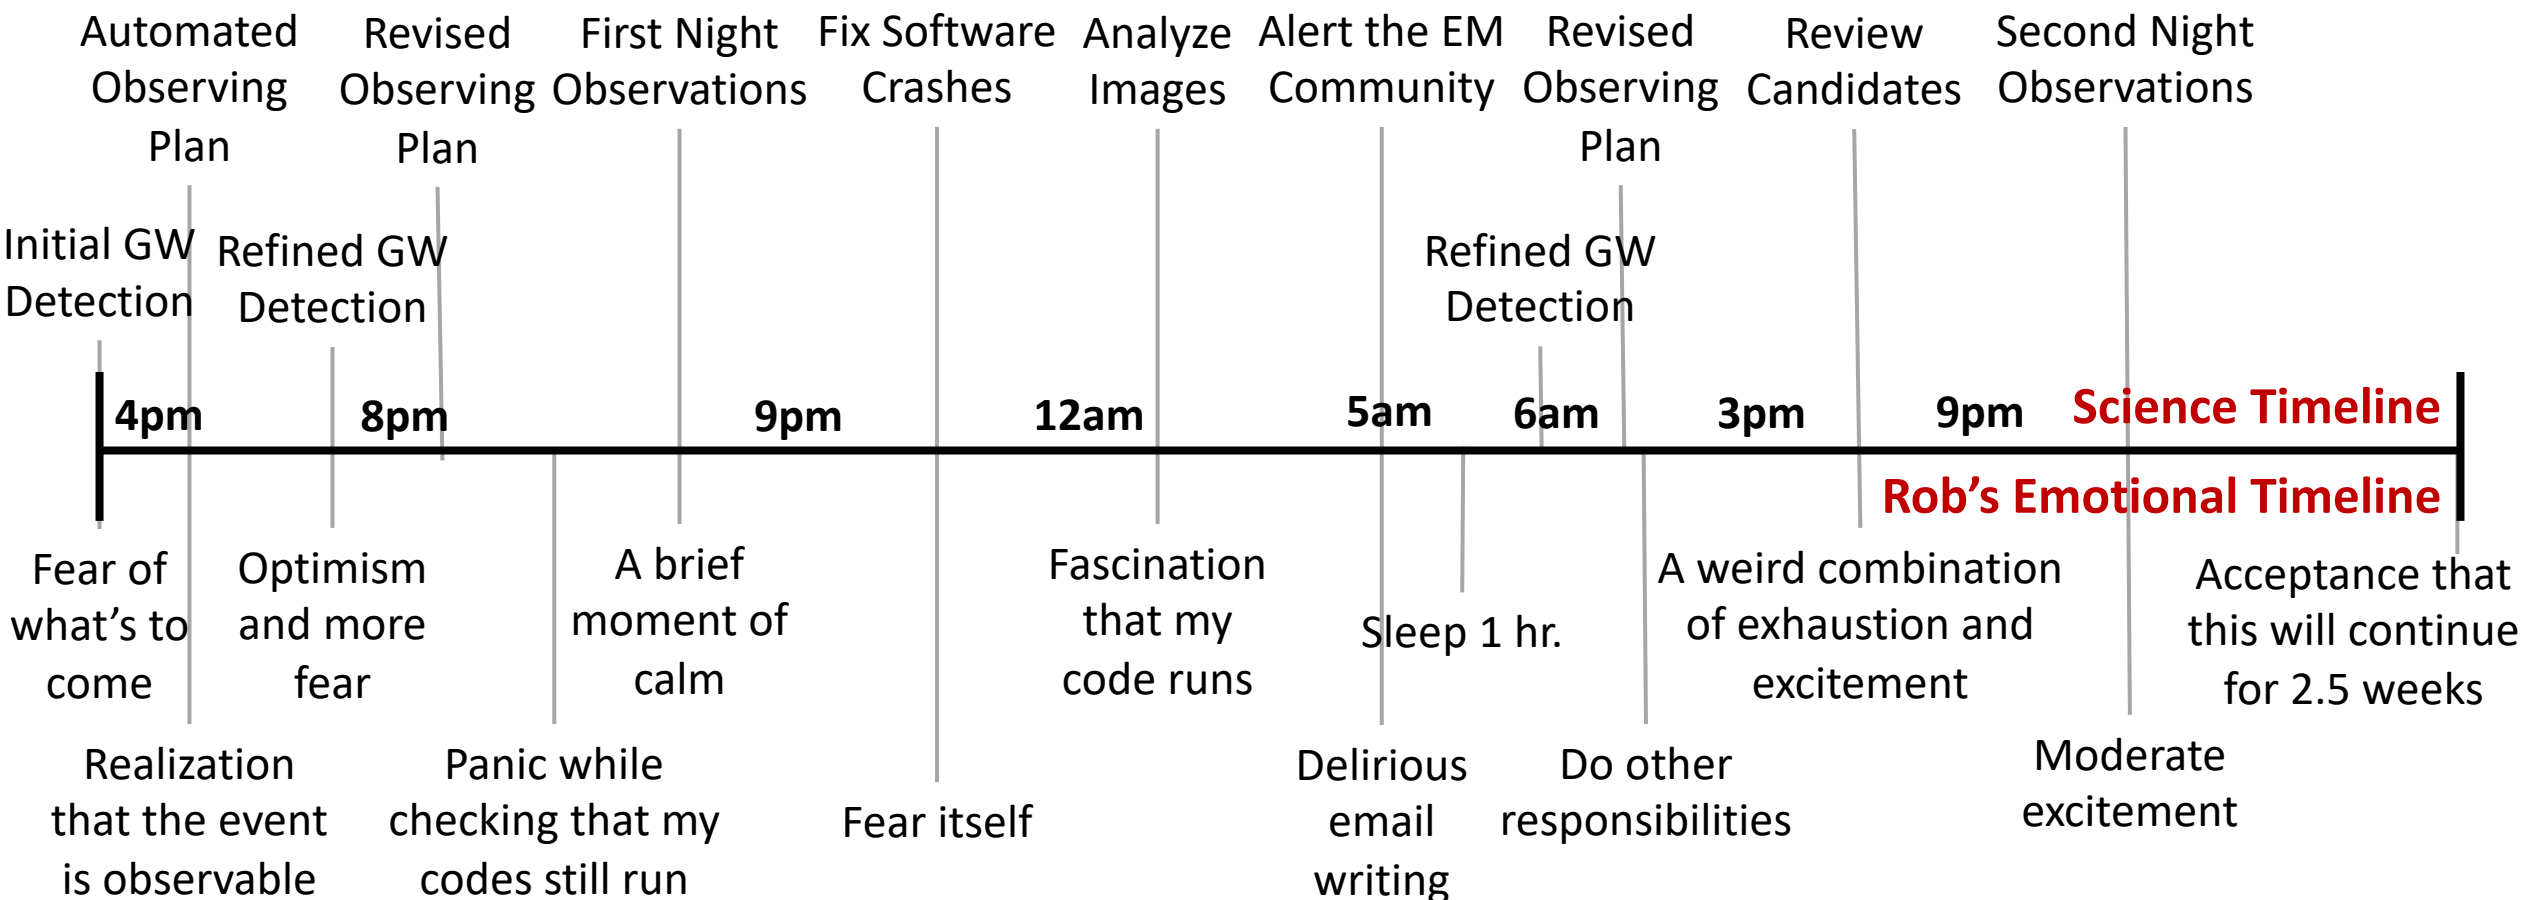 Automated
Observing
Plan
Revised
Observing
Plan
First Night
Observations
Fix Software
Crashes
Analyze
Images
Alert the EM
Community
Revised
Observing
Plan
Review
Candidates
Second Night
Observations
Initial GW
Detection
Refined GW
Detection
Refined GW
Detection
4pm
8pm
9pm
12am
5am
6am
3pm
9pm
Science Timeline
Rob’s Emotional Timeline
Fear of
what’s to
come
Optimism
and more
fear
A brief
moment of
calm
Fascination
that my
code runs
Sleep 1 hr.
A weird combination
of exhaustion and
excitement
Acceptance that
this will continue
for 2.5 weeks
Realization
that the event
is observable
Panic while
checking that my
codes still run
Fear itself
Delirious
email
writing
Do other
responsibilities
Moderate
excitement